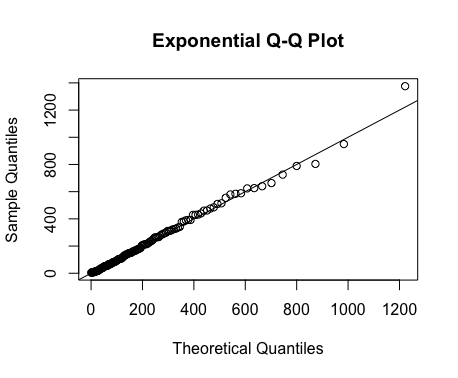 Exponential Q-Q Plot
Sample Quantiles
1200
800
400
0
0 200 400 600 800 1000 1200
Theoretical Quantiles